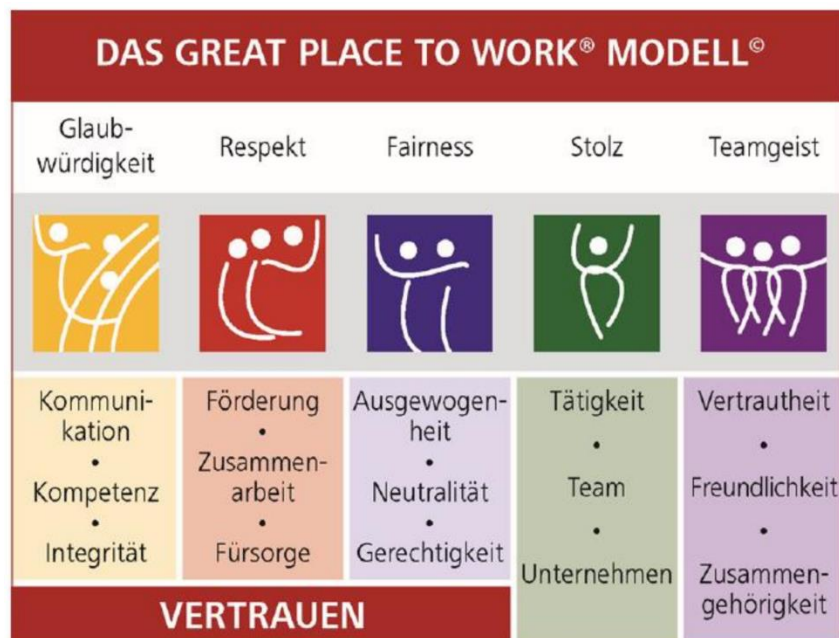 DAS GREAT PLACE TO WORK® MODELL©
Glaub-
würdigkeit
Respekt
Fairness
Stolz
Teamgeist
Kommuni-
kation
•
Kompetenz
•
Integrität
Förderung
•
Zusammen-
arbeit
•
Fürsorge
Ausgewogen-
heit
•
Neutralität
•
Gerechtigkeit
Tätigkeit
•
Team
•
Unternehmen
Vertrautheit
•
Freundlichkeit
•
Zusammen-
gehörigkeit
VERTRAUEN